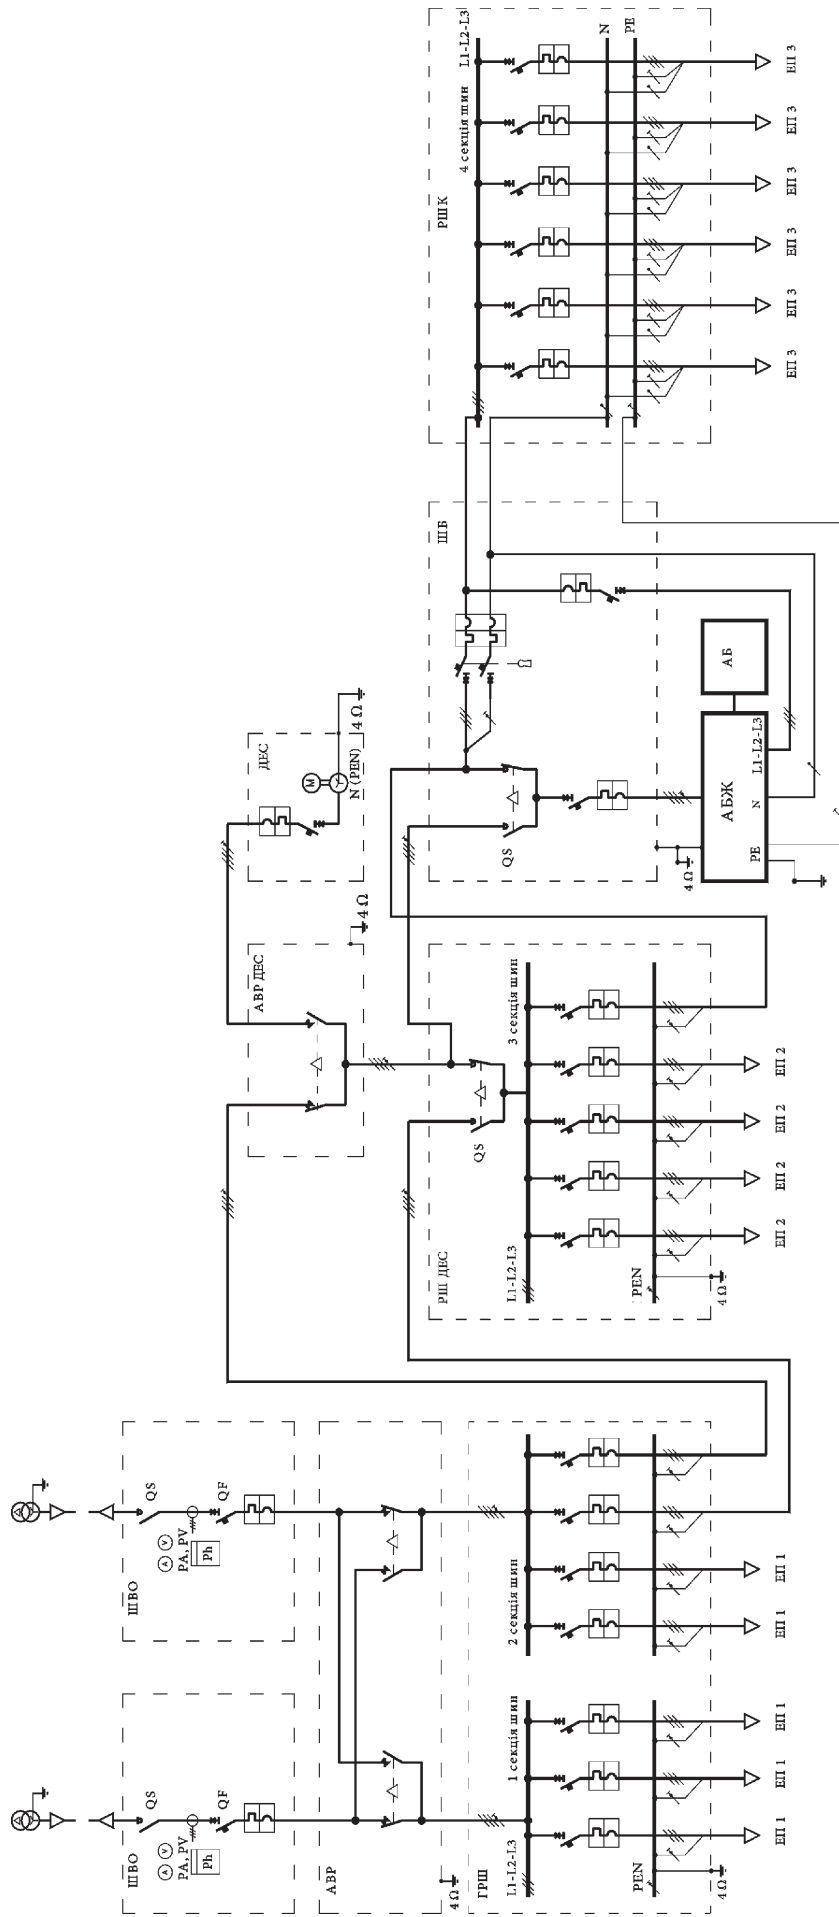 ШВО
QS
A V
PA, PV
Ph
QF
ШВО
QS
A V
PA, PV
Ph
QF
АВР
4 Ω
ГРШ
L1-L2-L3
1 секція шин
2 секція шин
PEN
4 Ω
ЕП 1
ЕП 1
ЕП 1
ЕП 1
ЕП 1
АВР ДЕС
4 Ω
ДЕС
M
N (PEN)
4 Ω
РШ ДЕС
QS
L1-L2-L3
3 секція шин
PEN
4 Ω
ЕП 2
ЕП 2
ЕП 2
ЕП 2
ШБ
QS
4 Ω
АБЖ
PE
N
L1-L2-L3
АБ
РШК
4 секція шин
L1-L2-L3
N
PE
ЕП 3
ЕП 3
ЕП 3
ЕП 3
ЕП 3
ЕП 3